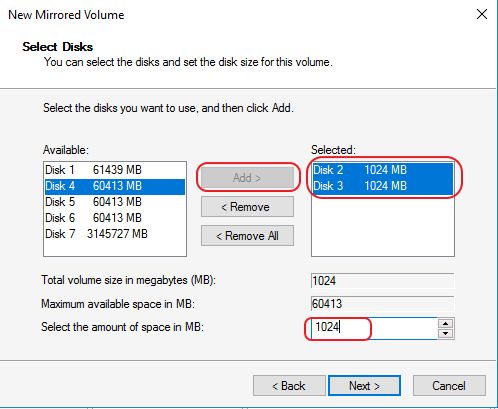 New Mirrored Volume
Select Disks
You can select the disks and set the disk size for this volume.
Select the disks you want to use, and then click Add.
Available:
Disk 1 61439 MB
Disk 4 60413 MB
Disk 5 60413 MB
Disk 6 60413 MB
Disk 7 3145727 MB
Add >
< Remove
< Remove All
Selected:
Disk 2 1024 MB
Disk 3 1024 MB
Total volume size in megabytes (MB): 1024
Maximum available space in MB: 60413
Select the amount of space in MB: 1024
< Back Next > Cancel